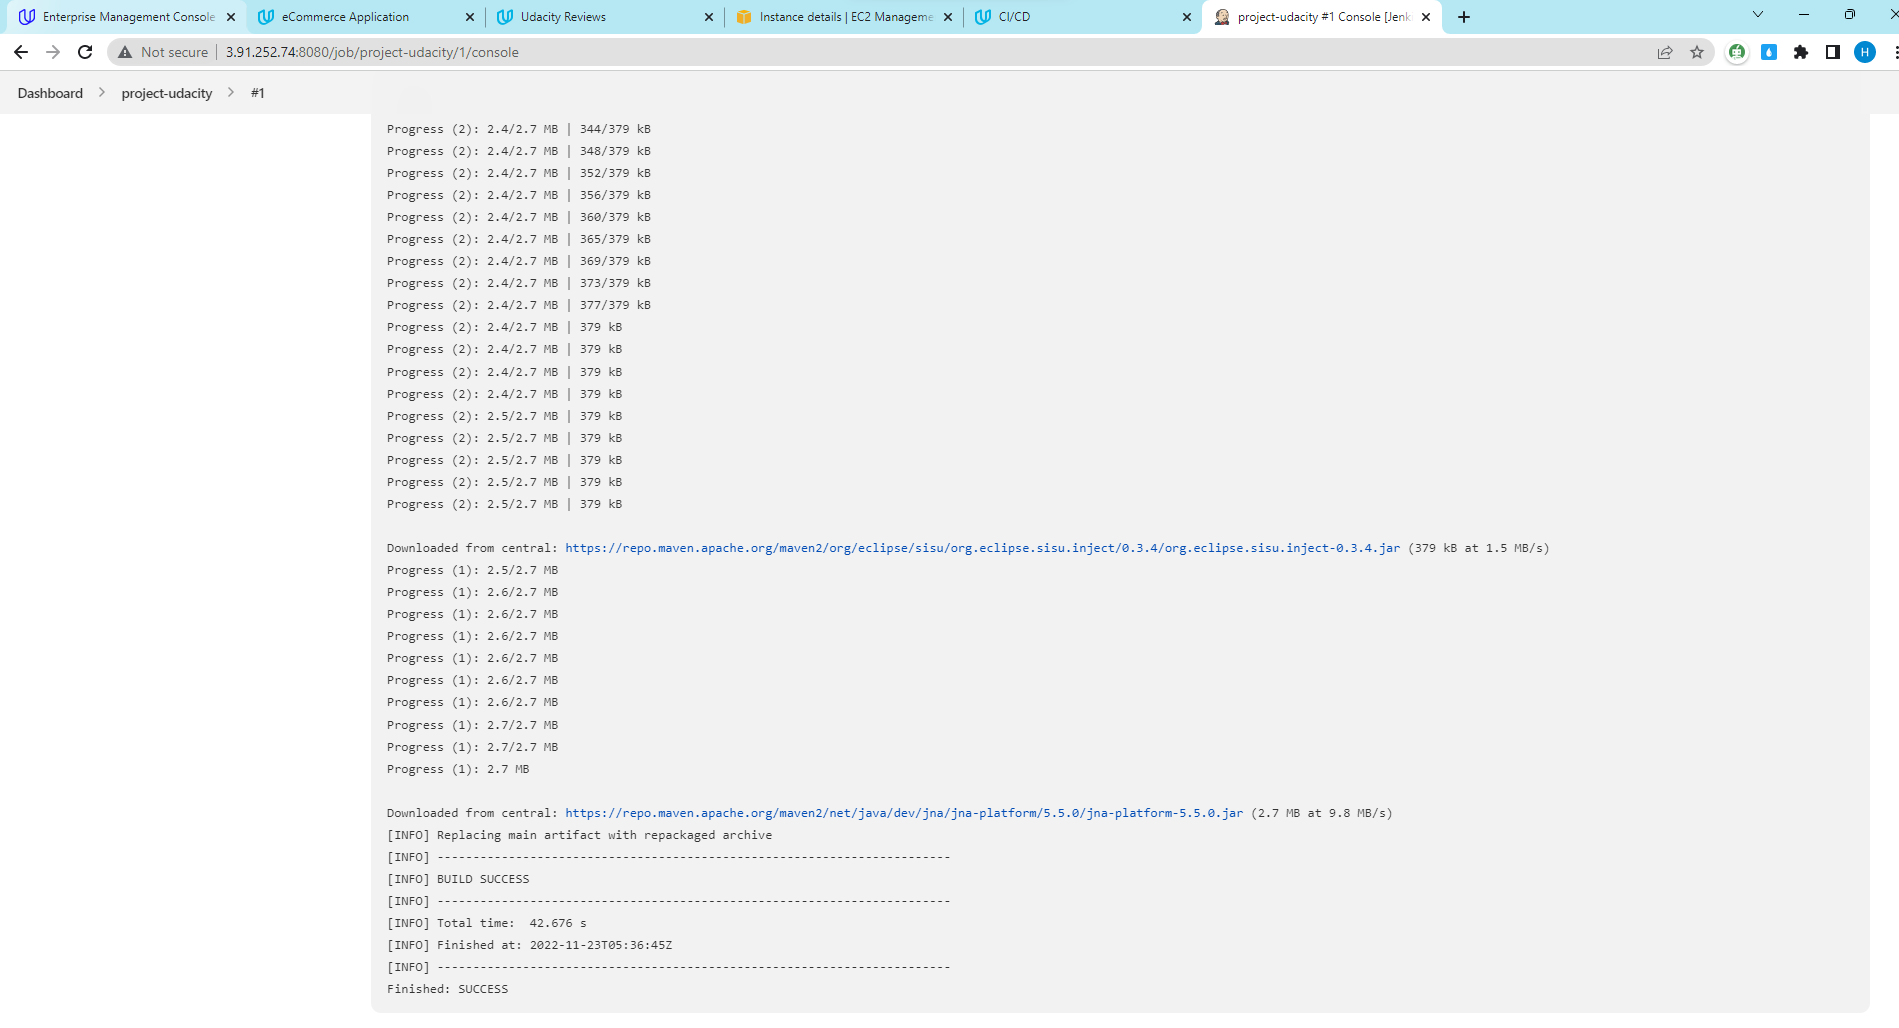 Enterprise Management Console
eCommerce Application
Udacity Reviews
Instance details | EC2 Manageme
CI/CD
project-udacity #1 Console [Jenk
Not secure
3.91.252.74:8080/job/project-udacity/1/console
H
Dashboard > project-udacity > #1
Progress (2): 2.4/2.7 MB | 344/379 kB
Progress (2): 2.4/2.7 MB | 348/379 kB
Progress (2): 2.4/2.7 MB | 352/379 kB
Progress (2): 2.4/2.7 MB | 356/379 kB
Progress (2): 2.4/2.7 MB | 360/379 kB
Progress (2): 2.4/2.7 MB | 365/379 kB
Progress (2): 2.4/2.7 MB | 369/379 kB
Progress (2): 2.4/2.7 MB | 373/379 kB
Progress (2): 2.4/2.7 MB | 377/379 kB
Progress (2): 2.4/2.7 MB | 379 kB
Progress (2): 2.4/2.7 MB | 379 kB
Progress (2): 2.4/2.7 MB | 379 kB
Progress (2): 2.4/2.7 MB | 379 kB
Progress (2): 2.5/2.7 MB | 379 kB
Progress (2): 2.5/2.7 MB | 379 kB
Progress (2): 2.5/2.7 MB | 379 kB
Progress (2): 2.5/2.7 MB | 379 kB
Progress (2): 2.5/2.7 MB | 379 kB
Downloaded from central: https://repo.maven.apache.org/maven2/org/eclipse/sisu/org.eclipse.sisu.inject/0.3.4/org.eclipse.sisu.inject-0.3.4.jar (379 kB at 1.5 MB/s)
Progress (1): 2.5/2.7 MB
Progress (1): 2.6/2.7 MB
Progress (1): 2.6/2.7 MB
Progress (1): 2.6/2.7 MB
Progress (1): 2.6/2.7 MB
Progress (1): 2.6/2.7 MB
Progress (1): 2.6/2.7 MB
Progress (1): 2.7/2.7 MB
Progress (1): 2.7/2.7 MB
Progress (1): 2.7 MB
Downloaded from central: https://repo.maven.apache.org/maven2/net/java/dev/jna/jna-platform/5.5.0/jna-platform-5.5.0.jar (2.7 MB at 9.8 MB/s)
[INFO] Replacing main artifact with repackaged archive
[INFO] ------------------------------------------------------------------------
[INFO] BUILD SUCCESS
[INFO] ------------------------------------------------------------------------
[INFO] Total time:  42.676 s
[INFO] Finished at: 2022-11-23T05:36:45Z
[INFO] ------------------------------------------------------------------------
Finished: SUCCESS